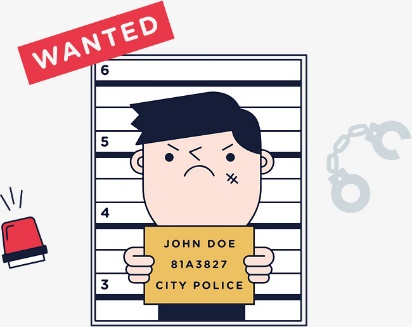 WANTED
6
5
4
3
JOHN DOE
81A3827
CITY POLICE